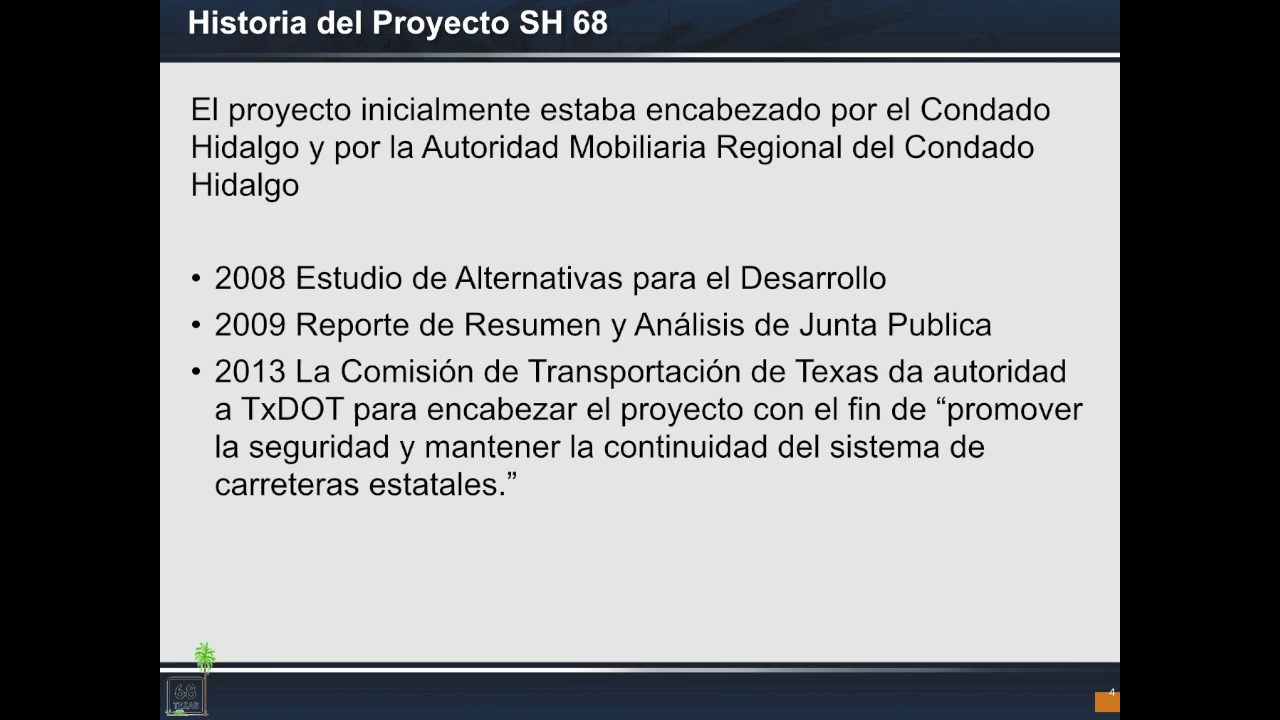 Historia del Proyecto SH 68
El proyecto inicialmente estaba encabezado por el Condado
Hidalgo y por la Autoridad Mobiliaria Regional del Condado
Hidalgo
• 2008 Estudio de Alternativas para el Desarrollo
• 2009 Reporte de Resumen y Análisis de Junta Publica
• 2013 La Comisión de Transportación de Texas da autoridad
a TxDOT para encabezar el proyecto con el fin de “promover
la seguridad y mantener la continuidad del sistema de
carreteras estatales.”
68
TEXAS
4